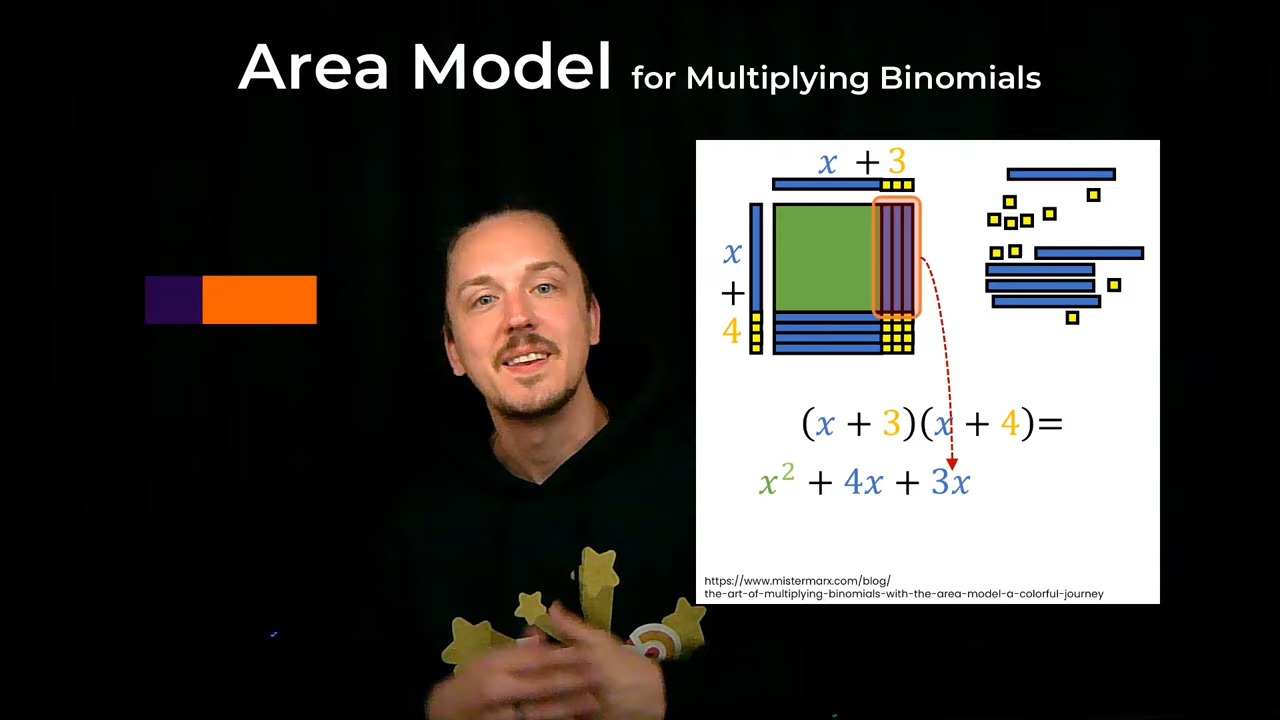 Area Model for Multiplying Binomials
x + 3
x
+
4
(x + 3)(x + 4)=
x² + 4x + 3x
https://www.mistermarx.com/blog/
the-art-of-multiplying-binomials-with-the-area-model-a-colorful-journey